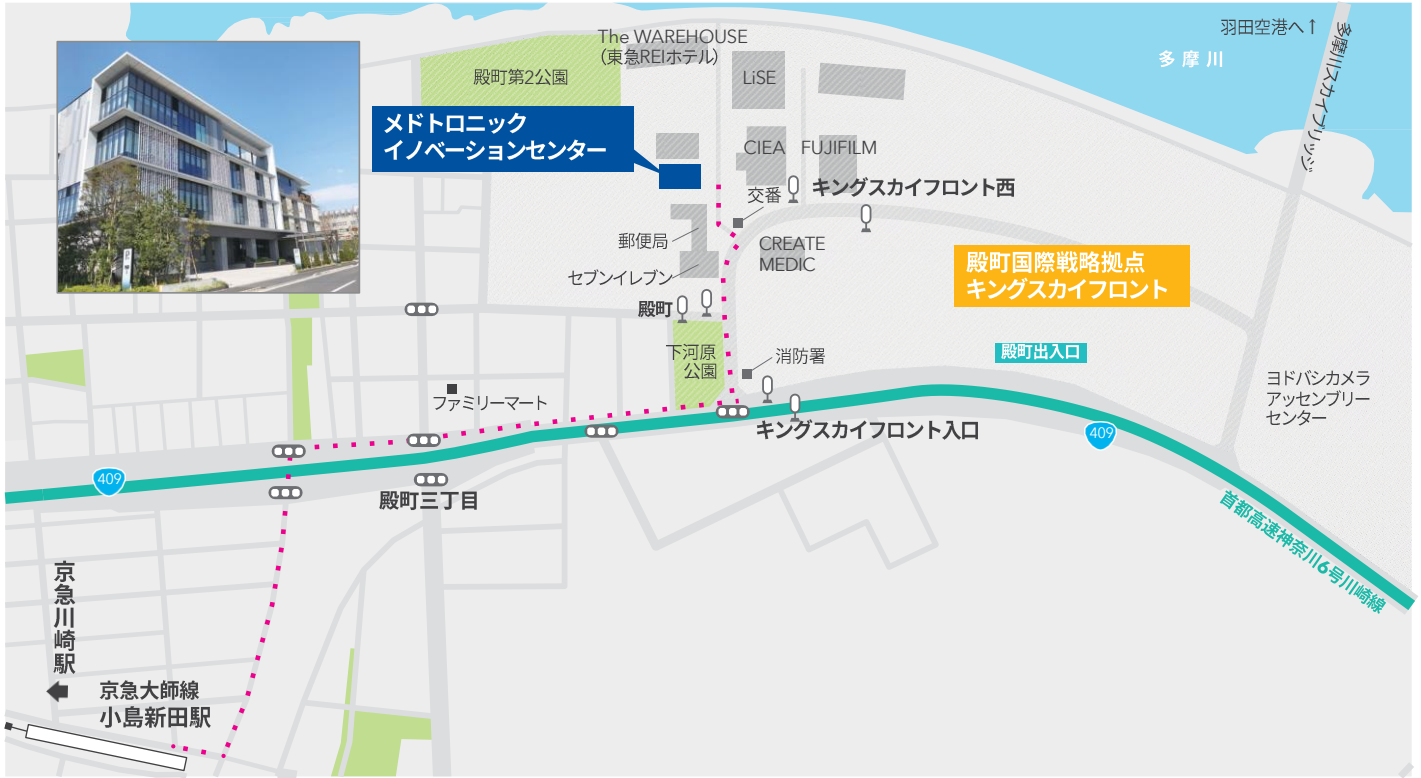 The WAREHOUSE
(東急REIホテル)
羽田空港へ↑
多摩川
多摩川スカイブリッジ
殿町第2公園
LiSE
メドトロニック
イノベーションセンター
CIEA
FUJIFILM
交番
キングスカイフロント西
郵便局
CREATE
MEDIC
セブンイレブン
殿町国際戦略拠点
キングスカイフロント
殿町
下河原
公園
消防署
殿町出入口
ヨドバシカメラ
アッセンブリー
センター
ファミリーマート
キングスカイフロント入口
409
409
殿町三丁目
首都高速神奈川6号川崎線
京急川崎駅
京急大師線
小島新田駅